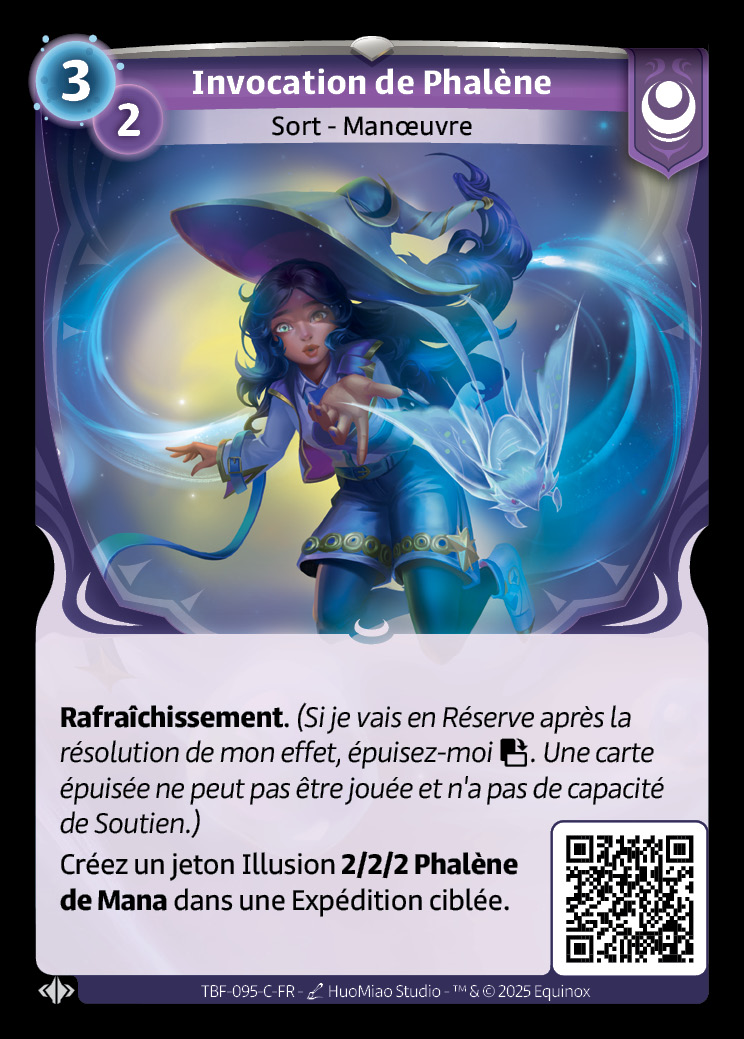 3
Invocation de Phalène
2
Sort - Manœuvre
Rafraîchissement. (Si je vais en Réserve après la
résolution de mon effet, épuisez-moi. Une carte
épuisée ne peut pas être jouée et n'a pas de capacité
de Soutien.)
Créez un jeton Illusion 2/2/2 Phalène
de Mana dans une Expédition ciblée.
TBF-095-C-FR - HuoMiao Studio - ™ & © 2025 Equinox